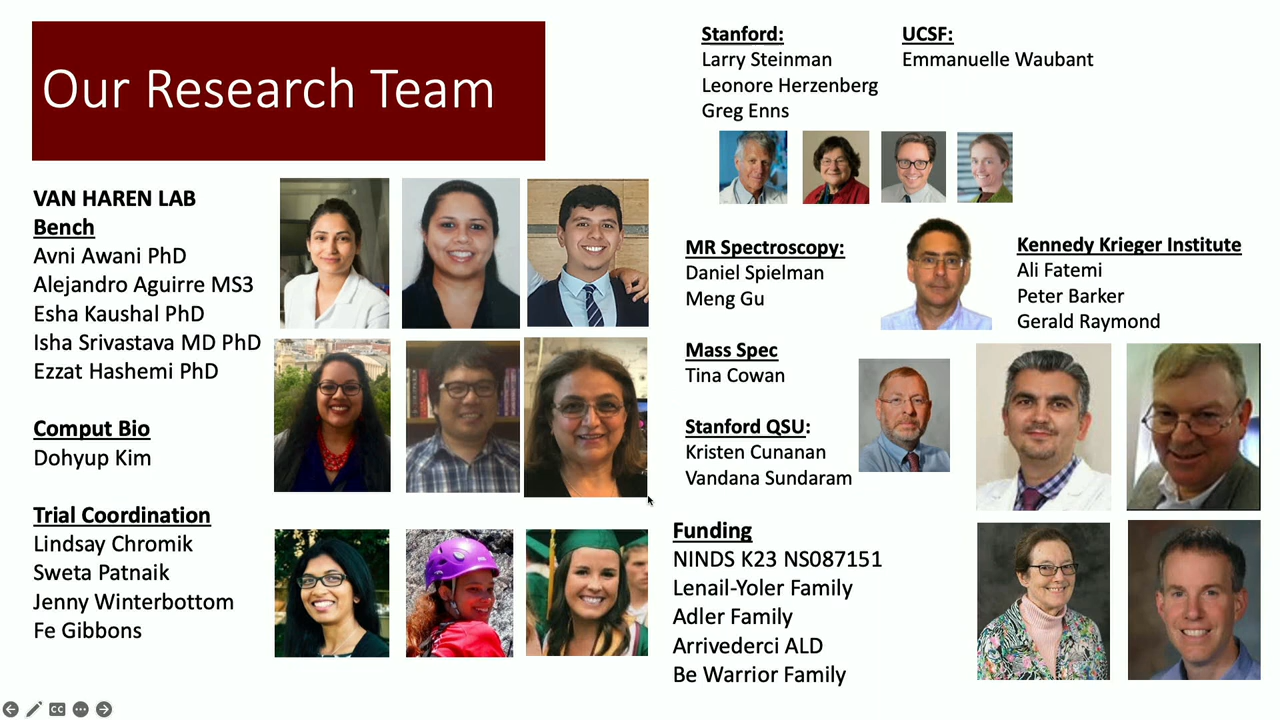 Our Research Team
VAN HAREN LAB
Bench
Avni Awani PhD
Alejandro Aguirre MS3
Esha Kaushal PhD
Isha Srivastava MD PhD
Ezzat Hashemi PhD
Comput Bio
Dohyup Kim
Trial Coordination
Lindsay Chromik
Sweta Patnaik
Jenny Winterbottom
Fe Gibbons
Stanford:
Larry Steinman
Leonore Herzenberg
Greg Enns
UCSF:
Emmanuelle Waubant
MR Spectroscopy:
Daniel Spielman
Meng Gu
Kennedy Krieger Institute
Ali Fatemi
Peter Barker
Gerald Raymond
Mass Spec
Tina Cowan
Stanford QSU:
Kristen Cunanan
Vandana Sundaram
Funding
NINDS K23 NS087151
Lenail-Yoler Family
Adler Family
Arrivederci ALD
Be Warrior Family
CC